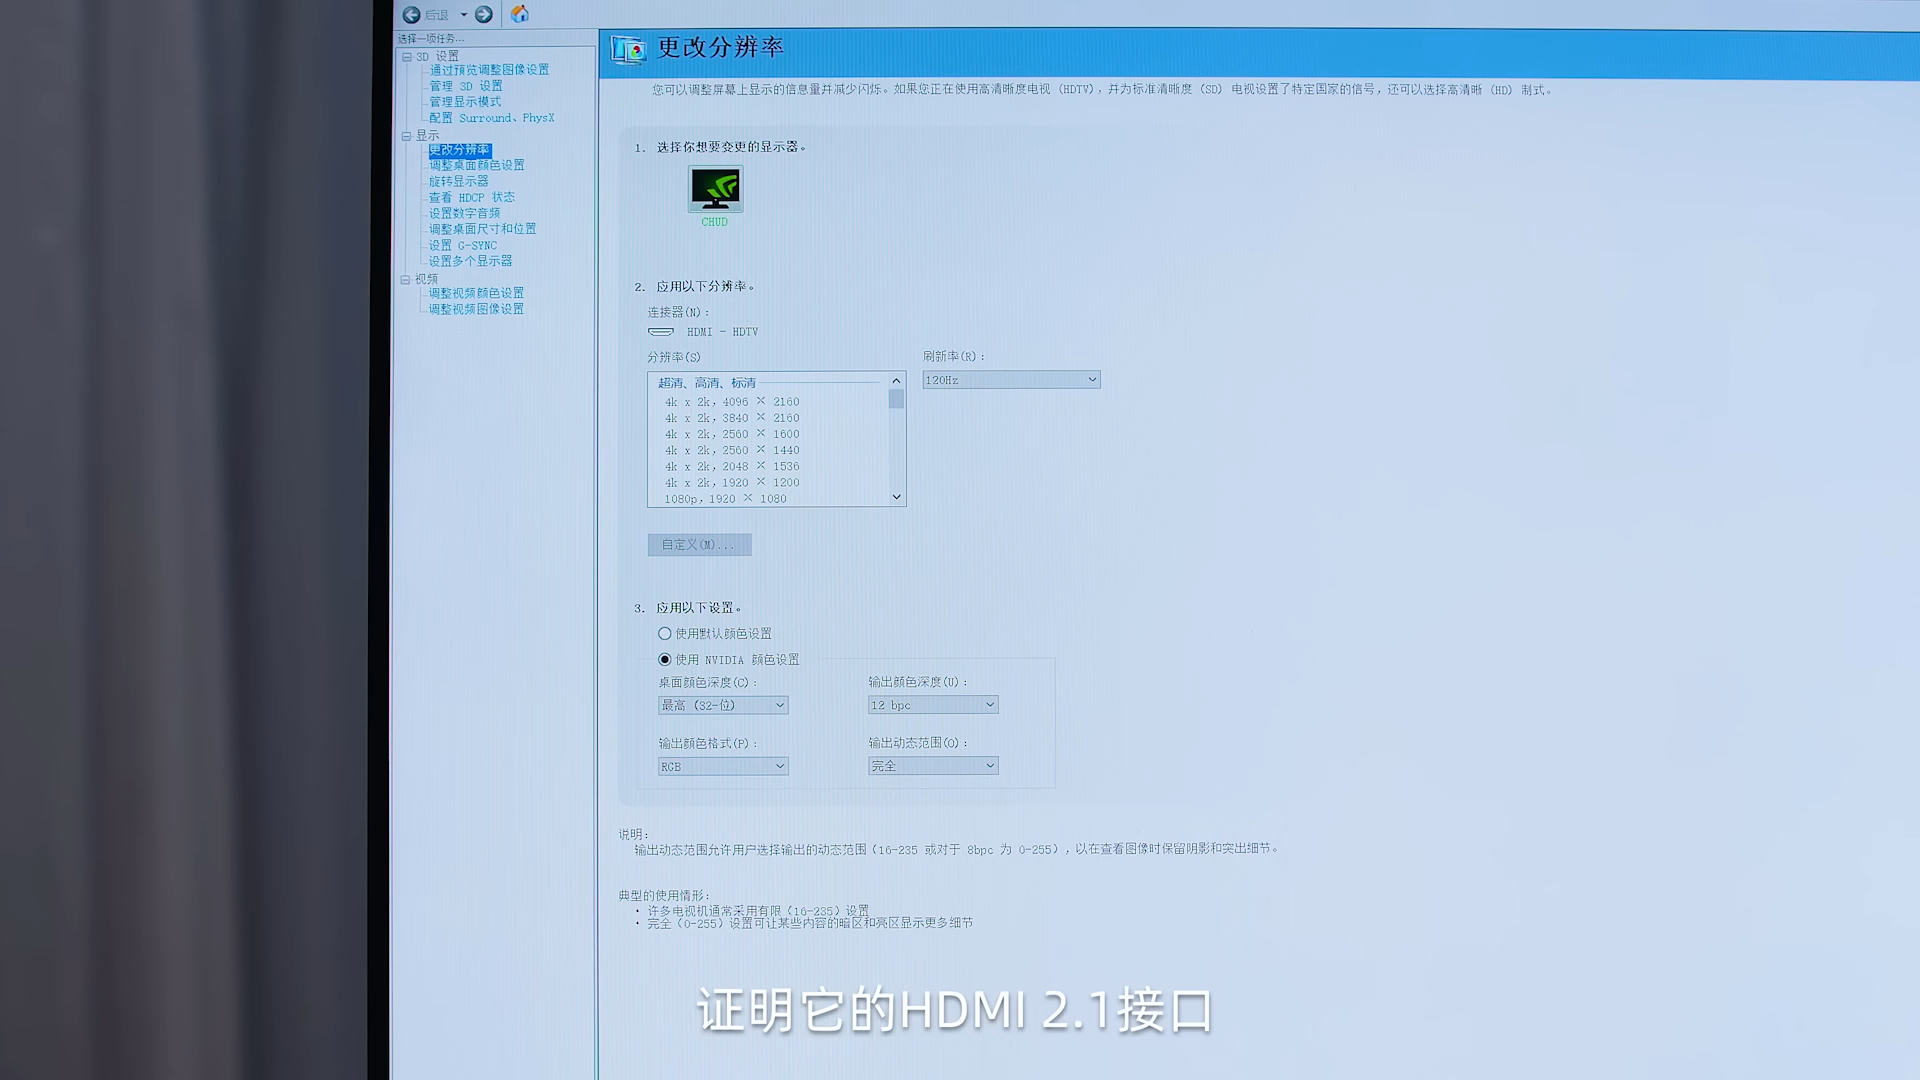 后退
选择一项任务...
3D 设置
通过预览调整图像设置
管理 3D 设置
管理显示模式
配置 Surround、PhysX
显示
更改分辨率
调整桌面颜色设置
旋转显示器
查看 HDCP 状态
设置数字音频
调整桌面尺寸和位置
设置 G-SYNC
设置多个显示器
视频
调整视频颜色设置
调整视频图像设置
更改分辨率
您可以调整屏幕上显示的信息量并减少闪烁。如果您正在使用高清晰度电视 (HDTV)，并为标准清晰度 (SD) 电视设置了特定国家的信号，还可以选择高清晰 (HD) 制式。
1. 选择你想要变更的显示器。
CHUD
2. 应用以下分辨率。
连接器(N)：
HDMI - HDTV
分辨率(S)
刷新率(R)：
超清、高清、标清
120Hz
4k x 2k, 4096 × 2160
4k x 2k, 3840 × 2160
4k x 2k, 2560 × 1600
4k x 2k, 2560 × 1440
4k x 2k, 2048 × 1536
4k x 2k, 1920 × 1200
1080p, 1920 × 1080
自定义(M)...
3. 应用以下设置。
使用默认颜色设置
使用 NVIDIA 颜色设置
桌面颜色深度(C)：
输出颜色深度(U)：
最高 (32-位)
12 bpc
输出颜色格式(P)：
输出动态范围(O)：
RGB
完全
说明:
输出动态范围允许用户选择输出的动态范围(16-235 或对于 8bpc 为 0-255)，以在查看图像时保留阴影和突出细节。
典型的使用情形:
• 许多电视机通常采用有限 (16-235) 设置
• 完全 (0-255) 设置可让某些内容的暗区和亮区显示更多细节
证明它的HDMI 2.1接口